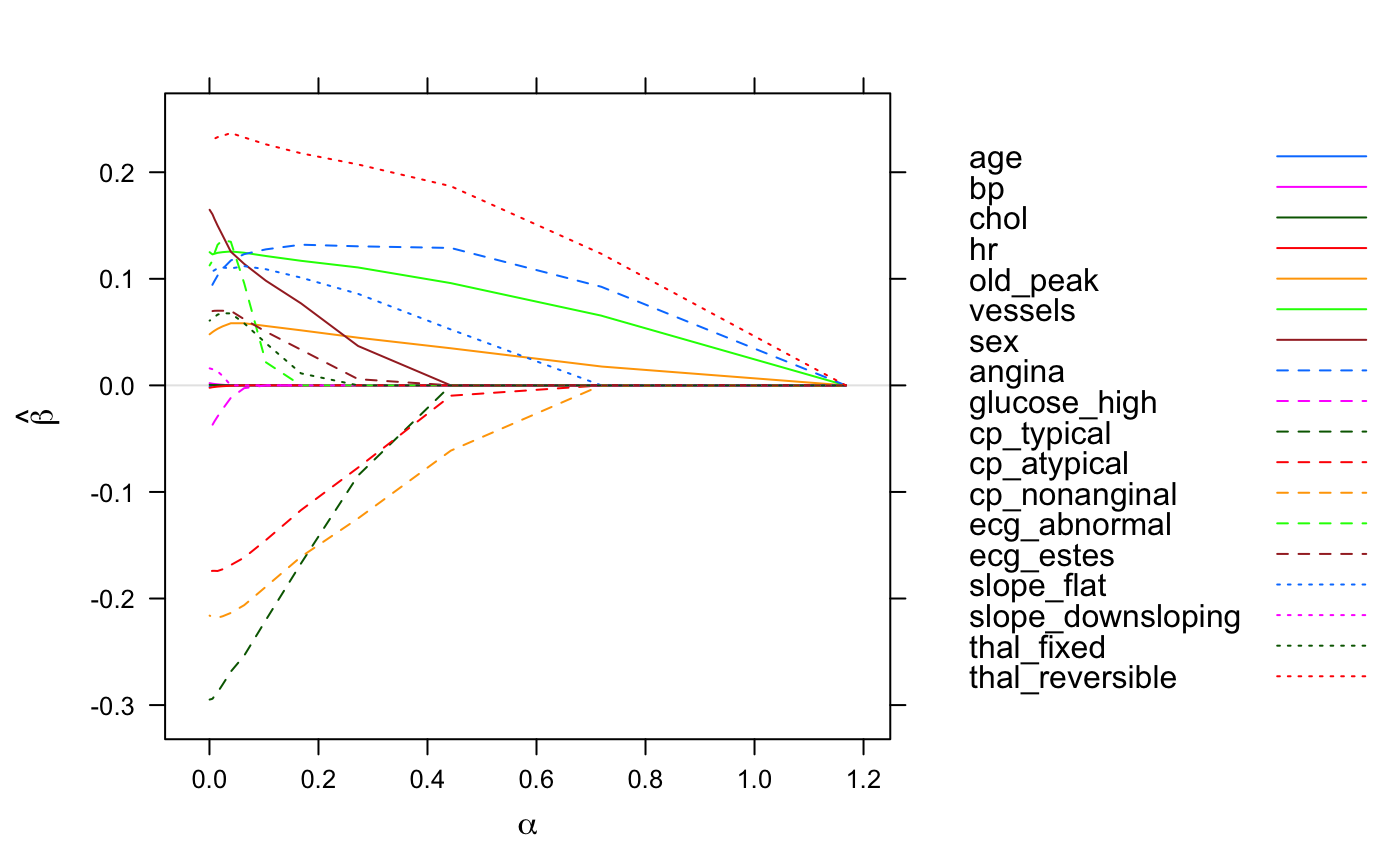 0.2
0.1
0.0
-0.1
-0.2
-0.3
β̂
0.0 0.2 0.4 0.6 0.8 1.0 1.2
α
age
bp
chol
hr
old_peak
vessels
sex
angina
glucose_high
cp_typical
cp_atypical
cp_nonanginal
ecg_abnormal
ecg_estes
slope_flat
slope_downsloping
thal_fixed
thal_reversible